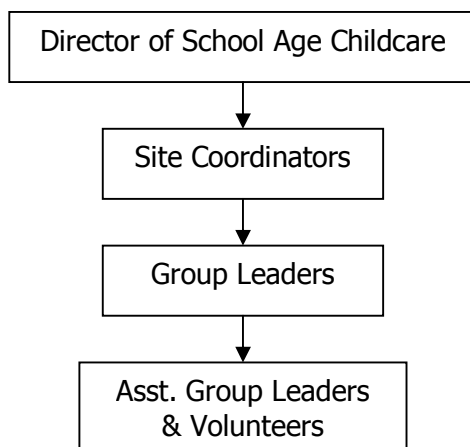 Director of School Age Childcare
Site Coordinators
Group Leaders
Asst. Group Leaders
& Volunteers